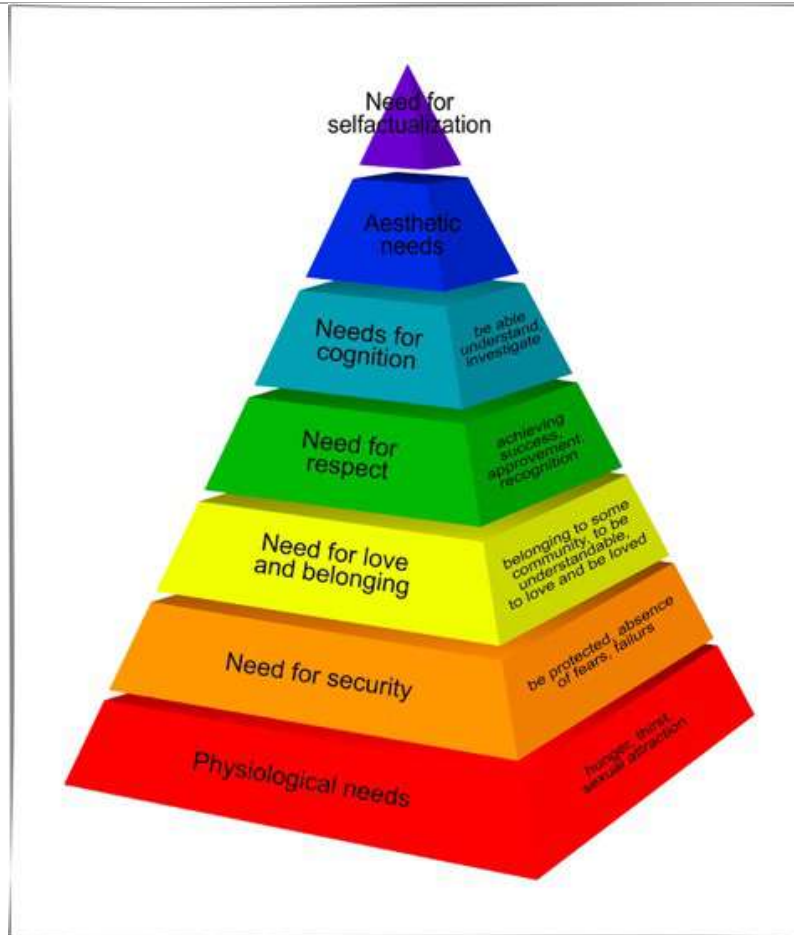 Need for
selfactualization
Aesthetic
needs
Needs for
cognition
be able
understand,
investigate
Need for
respect
achieving
success,
approvement,
recognition
Need for love
and belonging
belonging to some
community, to be
understandable,
to love and be loved
Need for security
be protected, absence
of fears, failurs
Physiological needs
hunger, thirst,
sexual attraction